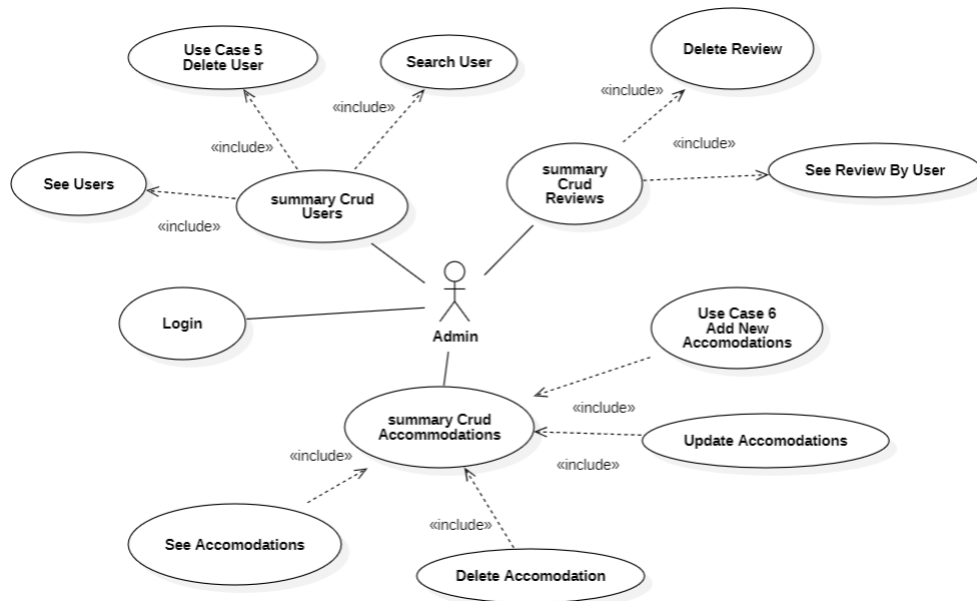 Use Case 5
Delete User
Search User
Delete Review
«include»
«include»
«include»
«include»
«include»
See Users
summary Crud
Users
«include»
summary
Crud
Reviews
See Review By User
Login
Admin
Use Case 6
Add New
Accomodations
summary Crud
Accommodations
«include»
Update Accomodations
«include»
«include»
See Accomodations
«include»
Delete Accomodation